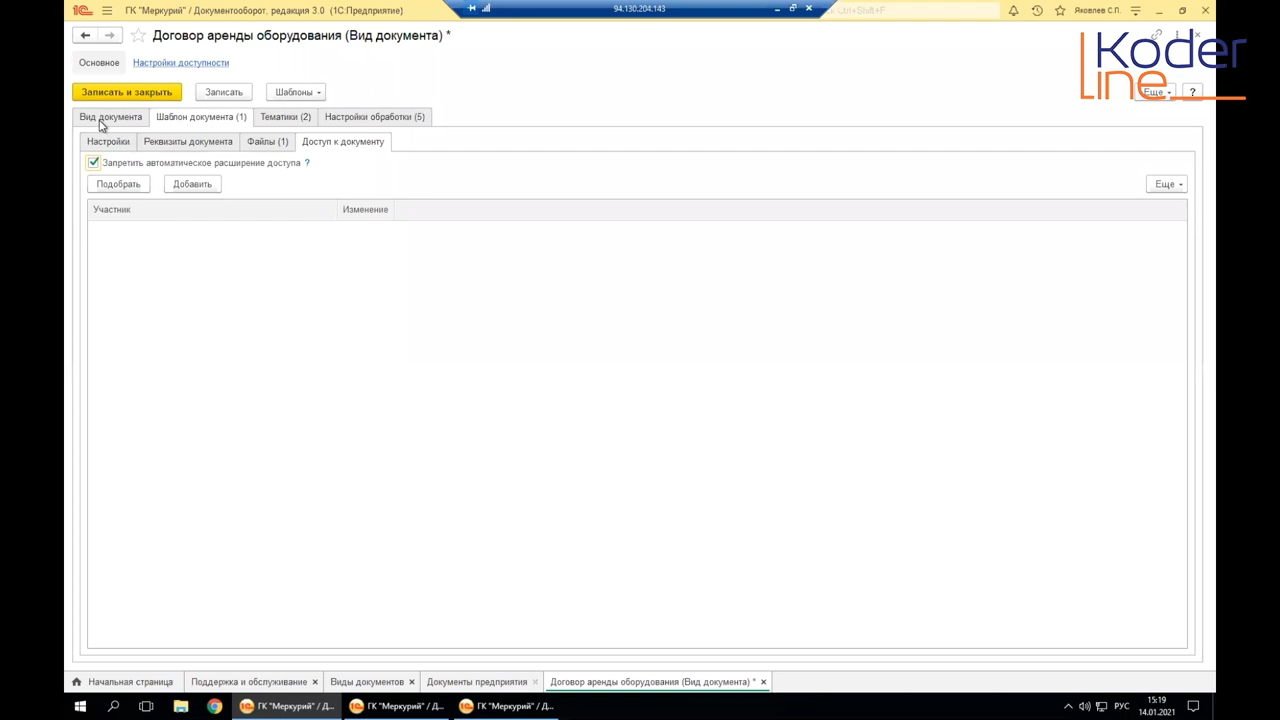 1С ГК "Меркурий" / Документооборот, редакция 3.0 (1С:Предприятие)
94.130.204.143
Ctrl+Shift+F
Яковлев С.П.
Договор аренды оборудования (Вид документа) *
Koder
Line
Основное Настройки доступности
Записать и закрыть Записать Шаблоны Еще ?
Вид документа Шаблон документа (1) Тематики (2) Настройки обработки (5)
Настройки Реквизиты документа Файлы (1) Доступ к документу
Запретить автоматическое расширение доступа ?
Подобрать Добавить Еще
Участник Изменение
Начальная страница Поддержка и обслуживание × Виды документов × Документы предприятия × Договор аренды оборудования (Вид документа) * ×
ГК "Меркурий" / Д... ГК "Меркурий" / Д... ГК "Меркурий" / Д... РУС 15:19
14.01.2021